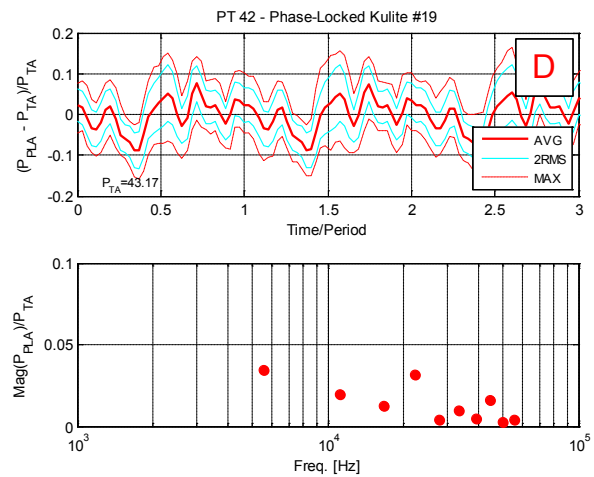 PT 42 - Phase-Locked Kulite #19
(P_PLA - P_TA)/P_TA
0.2
0.1
0
-0.1
-0.2
D
AVG
2RMS
MAX
P_TA=43.17
0 0.5 1 1.5 2 2.5 3
Time/Period
Mag(P_PLA)/P_TA
0.1
0.05
0
10^3 10^4 10^5
Freq. [Hz]